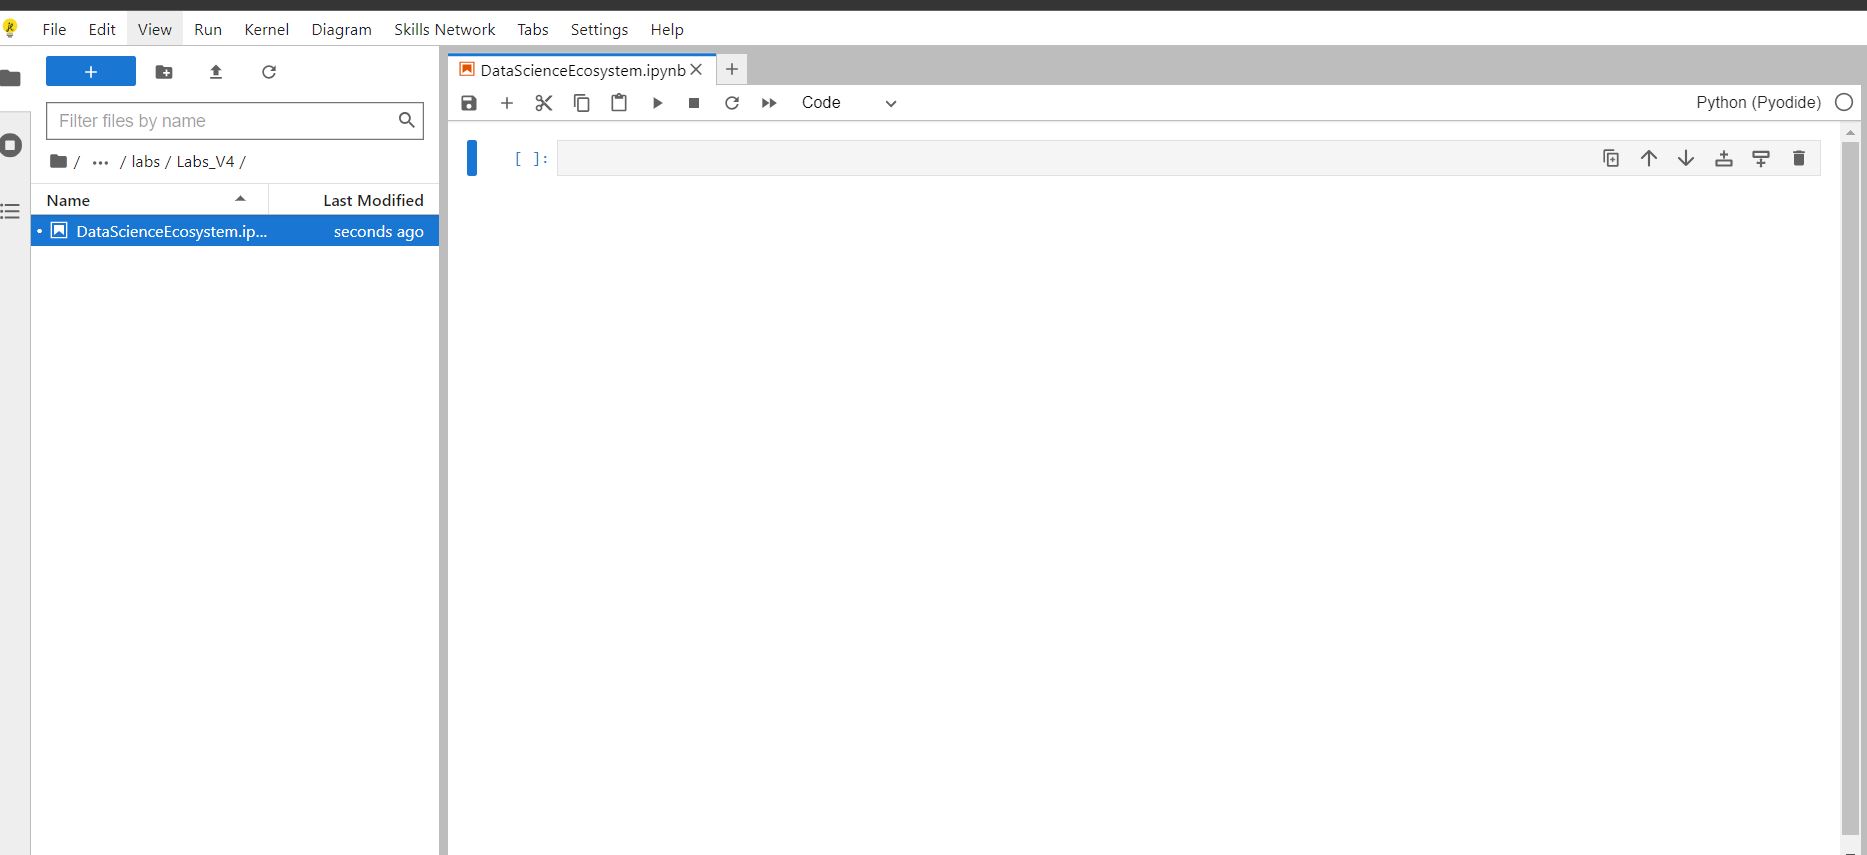 File Edit View Run Kernel Diagram Skills Network Tabs Settings Help
+
Filter files by name
/ ... / labs / Labs_V4 /
Name Last Modified
DataScienceEcosystem.ip... seconds ago
DataScienceEcosystem.ipynb
Code Python (Pyodide)
[ ]: